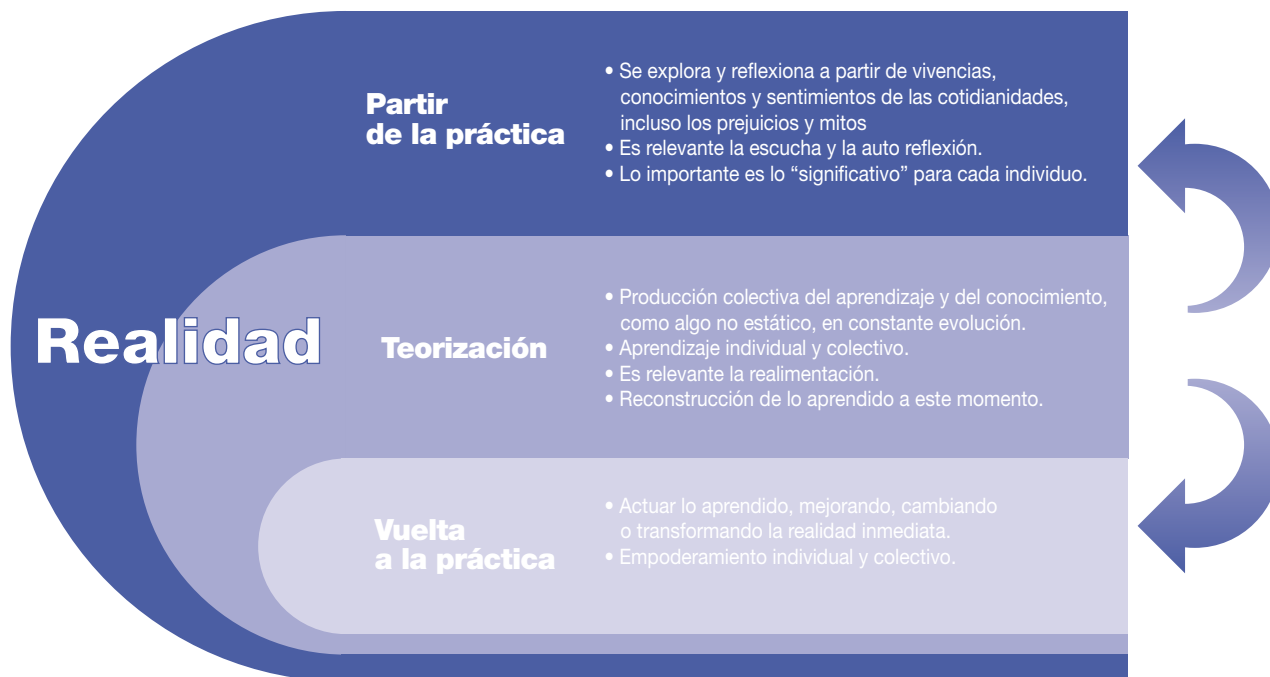 Realidad
Partir
de la práctica
• Se explora y reflexiona a partir de vivencias,
conocimientos y sentimientos de las cotidianidades,
incluso los prejuicios y mitos
• Es relevante la escucha y la auto reflexión.
• Lo importante es lo “significativo” para cada individuo.
Teorización
• Producción colectiva del aprendizaje y del conocimiento,
como algo no estático, en constante evolución.
• Aprendizaje individual y colectivo.
• Es relevante la realimentación.
• Reconstrucción de lo aprendido a este momento.
Vuelta
a la práctica
• Actuar lo aprendido, mejorando, cambiando
o transformando la realidad inmediata.
• Empoderamiento individual y colectivo.